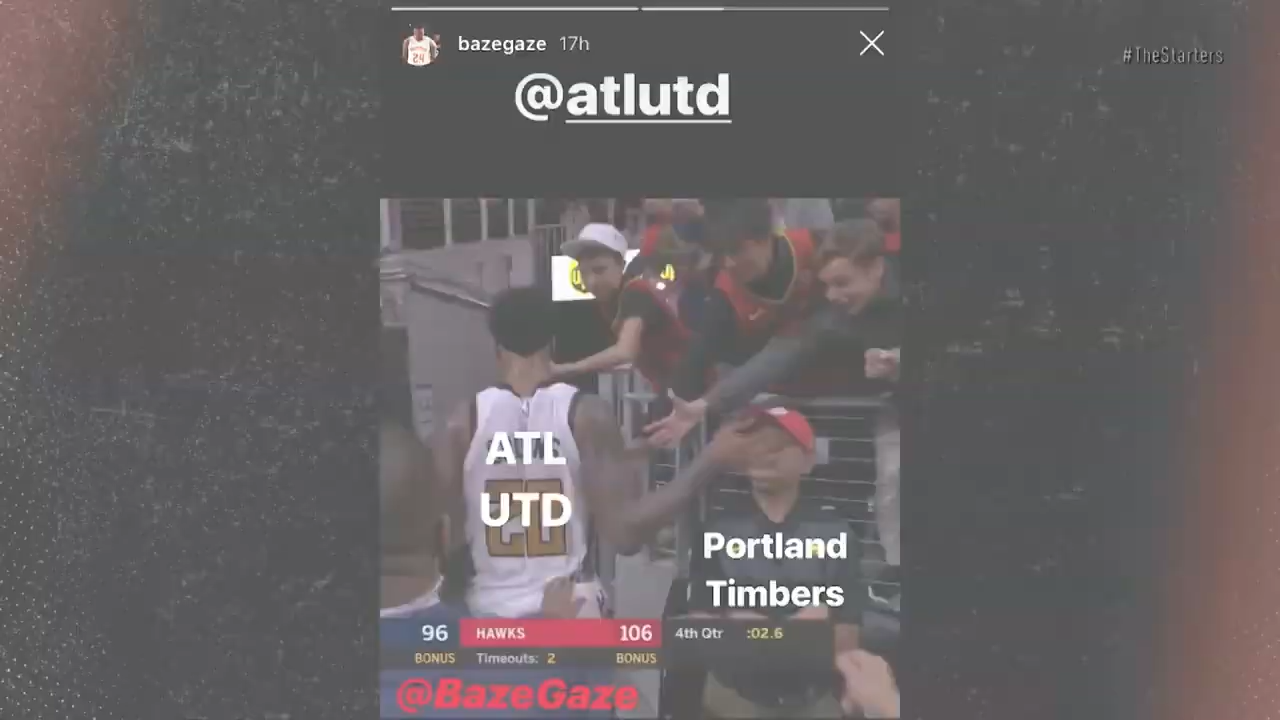 bazegaze 17h
#TheStarters
@atlutd
ATL
UTD
20
Portland
Timbers
96 HAWKS 106 4th Qtr :02.6
BONUS Timeouts: 2 BONUS
@BazeGaze